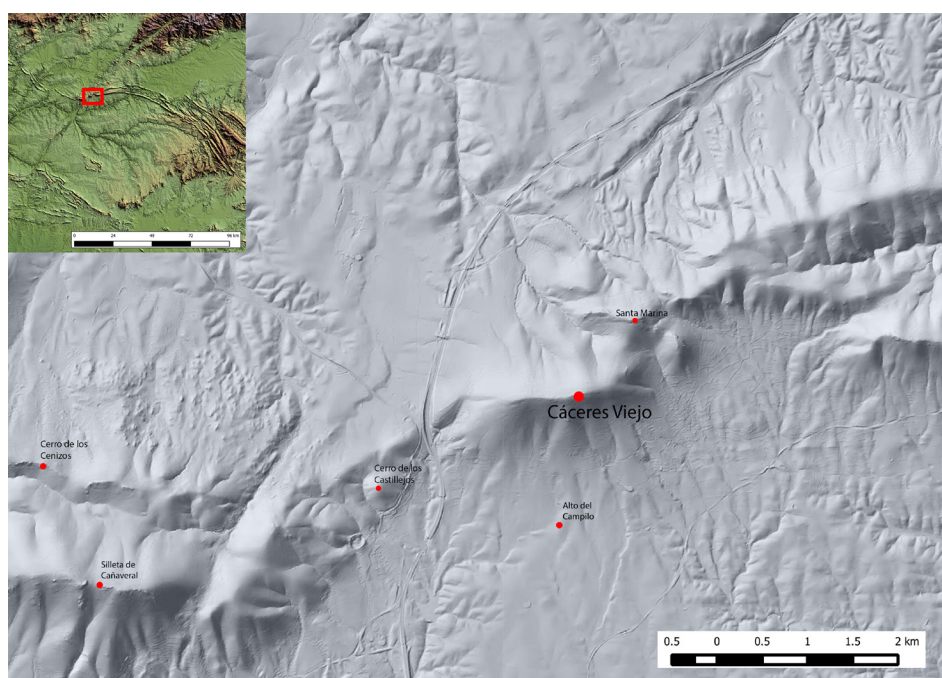 0 24 48 72 96 km
Santa Marina
Cáceres Viejo
Cerro de los
Cenizos
Cerro de los
Castillejos
Alto del
Campilo
Silleta de
Cañaveral
0.5 0 0.5 1 1.5 2 km